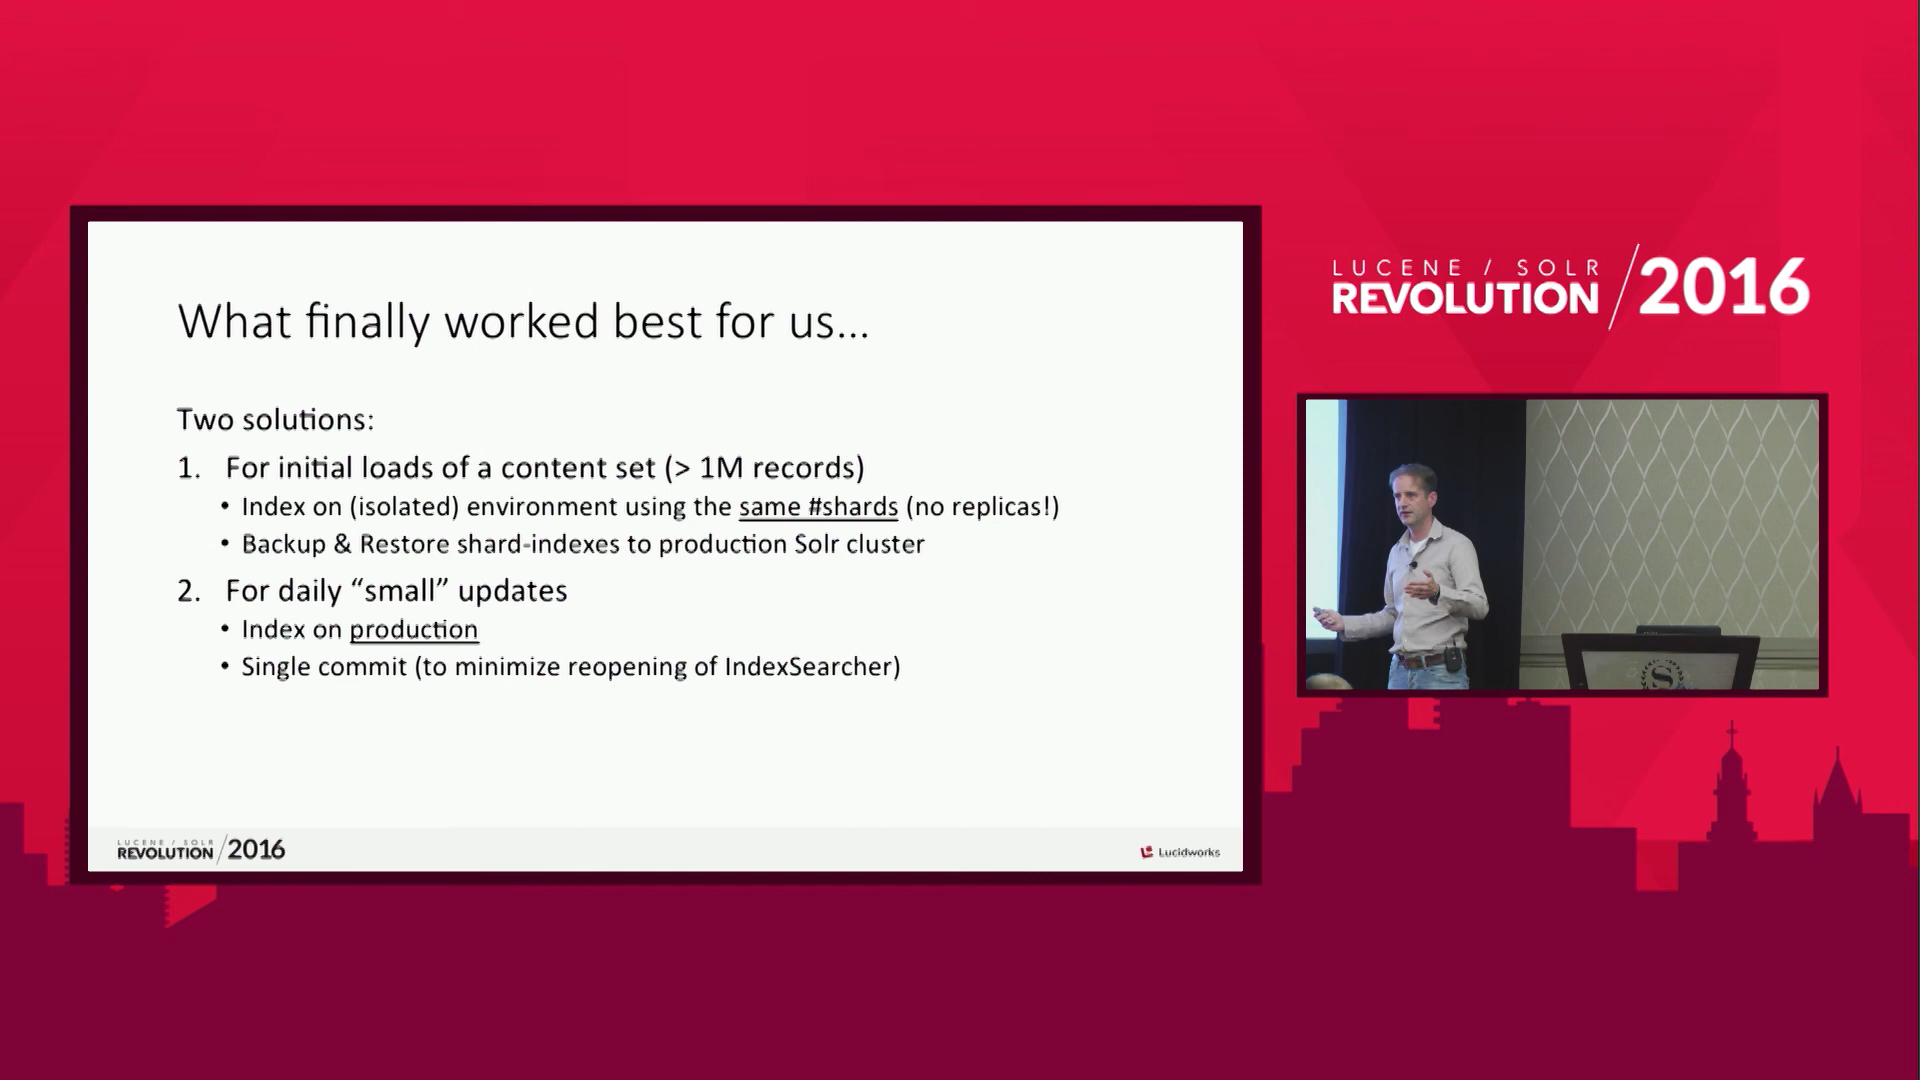 What finally worked best for us...
Two solutions:
1. For initial loads of a content set (> 1M records)
• Index on (isolated) environment using the same #shards (no replicas!)
• Backup & Restore shard-indexes to production Solr cluster
2. For daily “small” updates
• Index on production
• Single commit (to minimize reopening of IndexSearcher)
LUCENE / SOLR
REVOLUTION / 2016
Lucidworks
LUCENE / SOLR
REVOLUTION / 2016
S